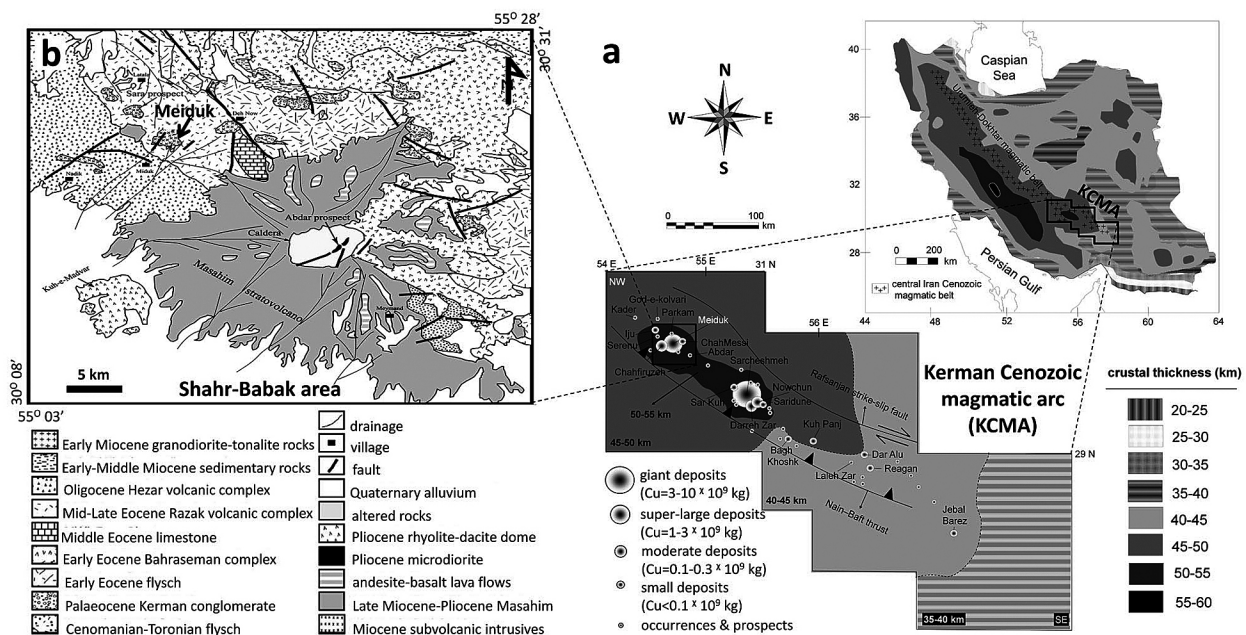 55° 28'
30° 31'
b
Latala
Sara prospect
Meiduk
Deh Now
Miduk
Abdar prospect
Caldera
Masahim stratovolcano
Kuh-e-Madvar
Meymand
5 km
Shahr-Babak area
30° 08'
55° 03'
Early Miocene granodiorite-tonalite rocks
Early-Middle Miocene sedimentary rocks
Oligocene Hezar volcanic complex
Mid-Late Eocene Razak volcanic complex
Middle Eocene limestone
Early Eocene Bahraseman complex
Early Eocene flysch
Palaeocene Kerman conglomerate
Cenomanian-Toronian flysch
drainage
village
fault
Quaternary alluvium
altered rocks
Pliocene rhyolite-dacite dome
Pliocene microdiorite
andesite-basalt lava flows
Late Miocene-Pliocene Masahim
Miocene subvolcanic intrusives
a
N
W E
S
0 100
km
40
36
32
28
Caspian
Sea
Urumieh Dokhtar magmatic belt
KCMA
Persian Gulf
0 200
km
central Iran Cenozoic
magmatic belt
44 48 52 56 60 64
54 E
55 E
31 N
NW
God-e-kolvari
Kader
Parkam
Meiduk
Iju
Serenu
ChahMessi
Abdar
Chahfiruzeh
Sarcheshmeh
56 E
50-55 km
Sar Kuh
Nowchun
Saridune
Rafsanjan strike-slip fault
Darreh Zar
Kuh Panj
45-50 km
Bagh
Khoshk
Dar Alu
Reagan
Laleh Zar
29 N
40-45 km
Nain-Baft thrust
Jebal
Barez
35-40 km
SE
Kerman Cenozoic
magmatic arc
(KCMA)
giant deposits
(Cu=3-10 x 10⁹ kg)
super-large deposits
(Cu=1-3 x 10⁹ kg)
moderate deposits
(Cu=0.1-0.3 x 10⁹ kg)
small deposits
(Cu<0.1 x 10⁹ kg)
occurrences & prospects
crustal thickness (km)
20-25
25-30
30-35
35-40
40-45
45-50
50-55
55-60